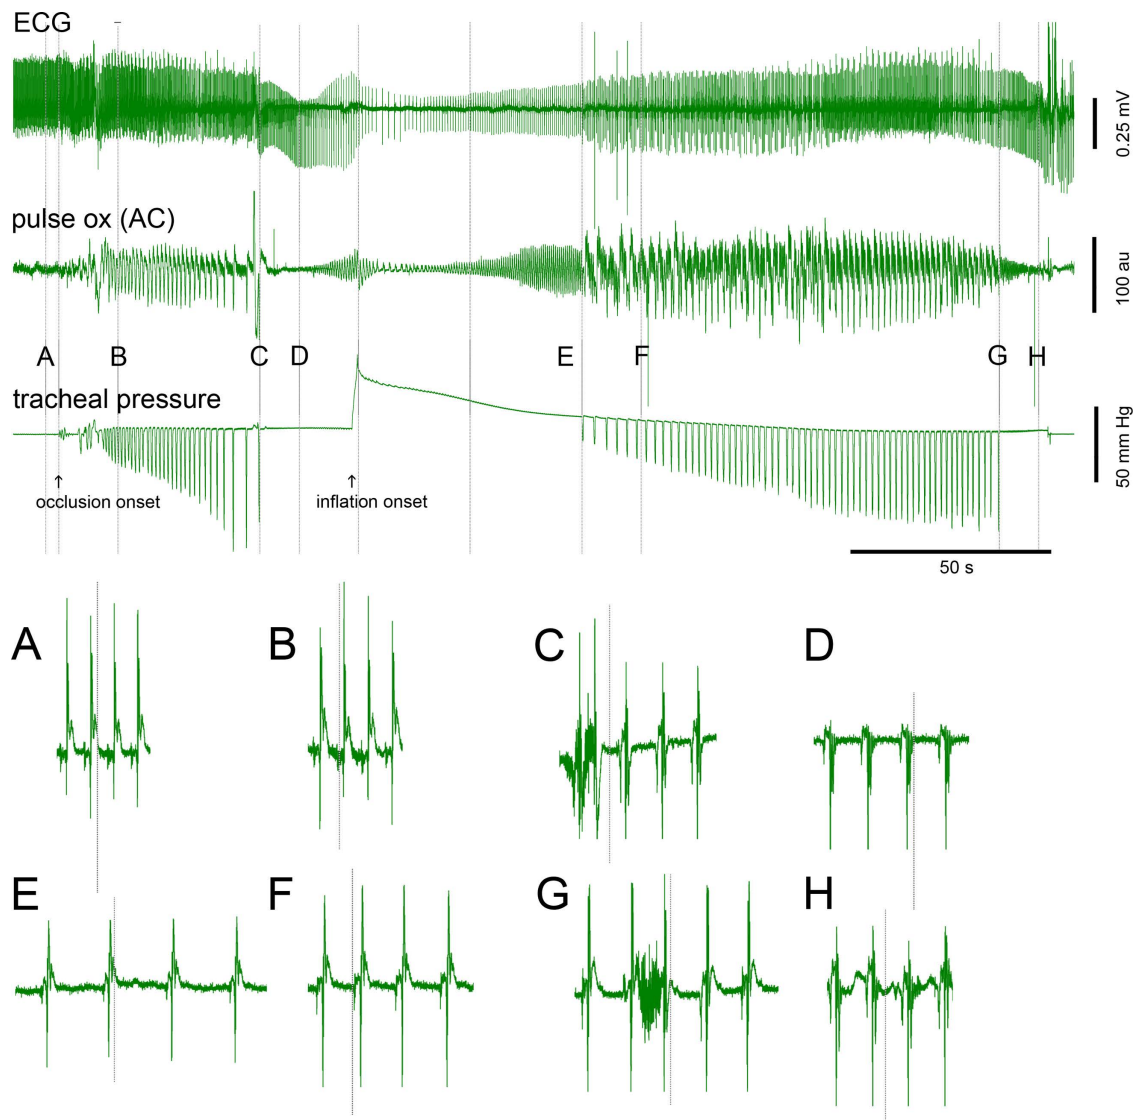 ECG
0.25 mV
pulse ox (AC)
100 au
A B C D E F G H
tracheal pressure
50 mm Hg
occlusion onset
inflation onset
50 s
A B C D
E F G H